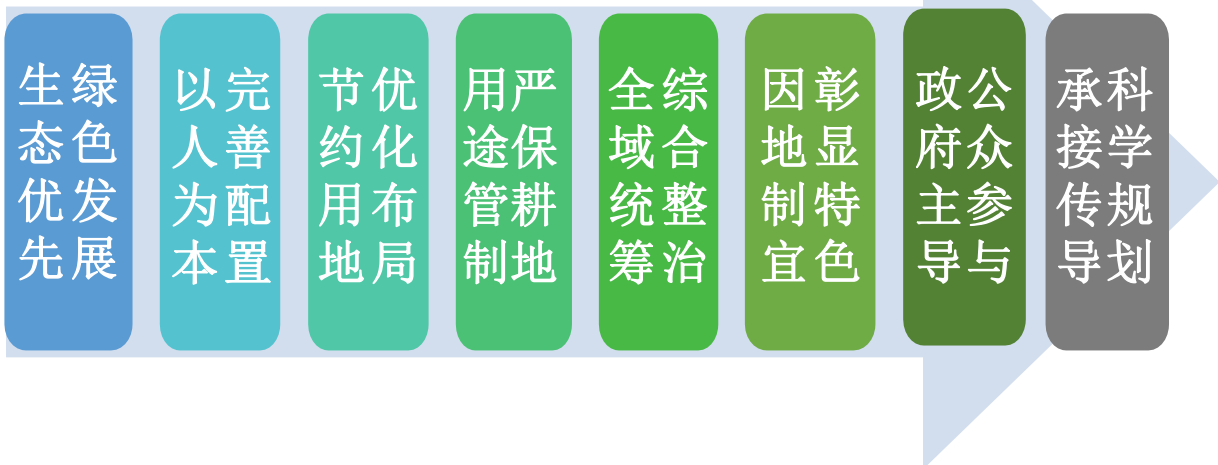 生态优先
绿色发展
以人为本
完善配置
节约用地
优化布局
用途管制
严保耕地
全域统筹
综合整治
因地制宜
彰显特色
政府主导
公众参与
承接传导
科学规划